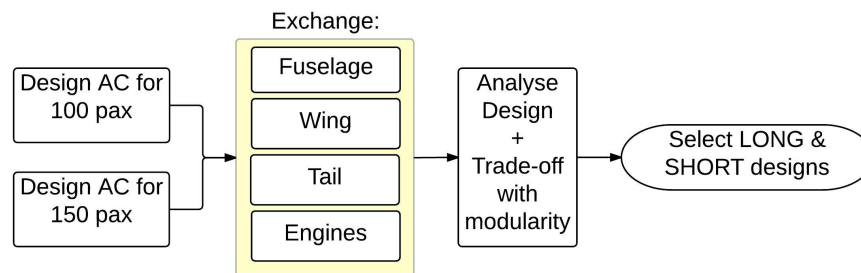 Exchange:
Design AC for
100 pax
Design AC for
150 pax
Fuselage
Wing
Tail
Engines
Analyse
Design
+
Trade-off
with
modularity
Select LONG &
SHORT designs